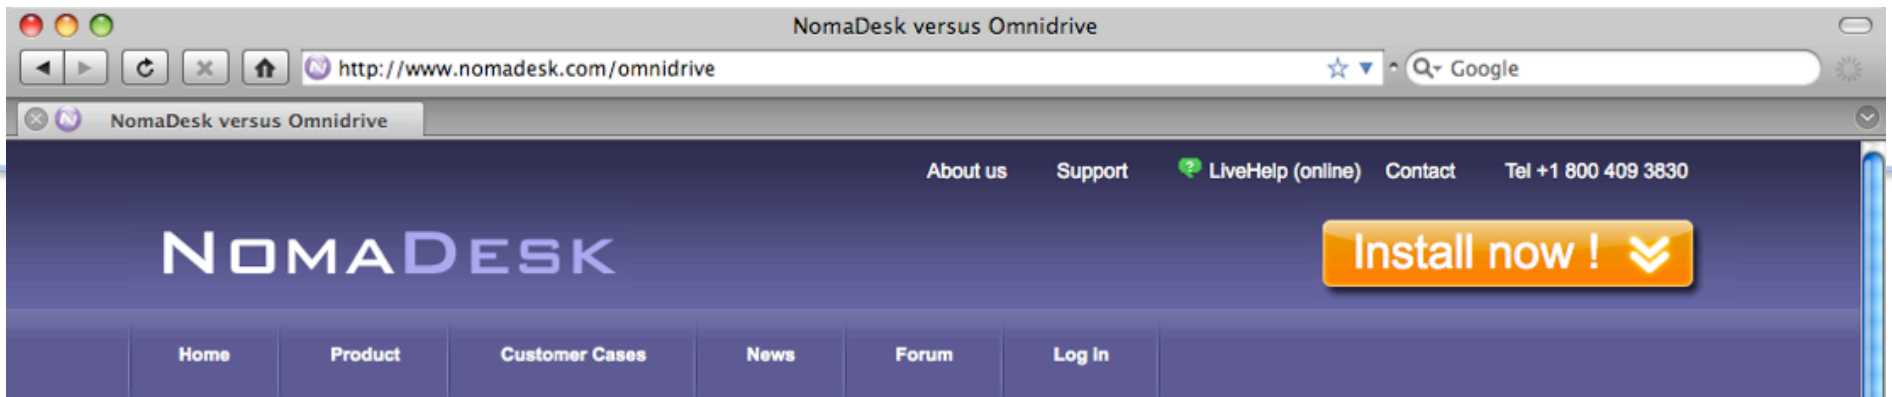 NomaDesk versus Omnidrive
http://www.nomadesk.com/omnidrive
Google
NomaDesk versus Omnidrive
About us Support LiveHelp (online) Contact Tel +1 800 409 3830
NOMADESK
Install now !
Home Product Customer Cases News Forum Log In